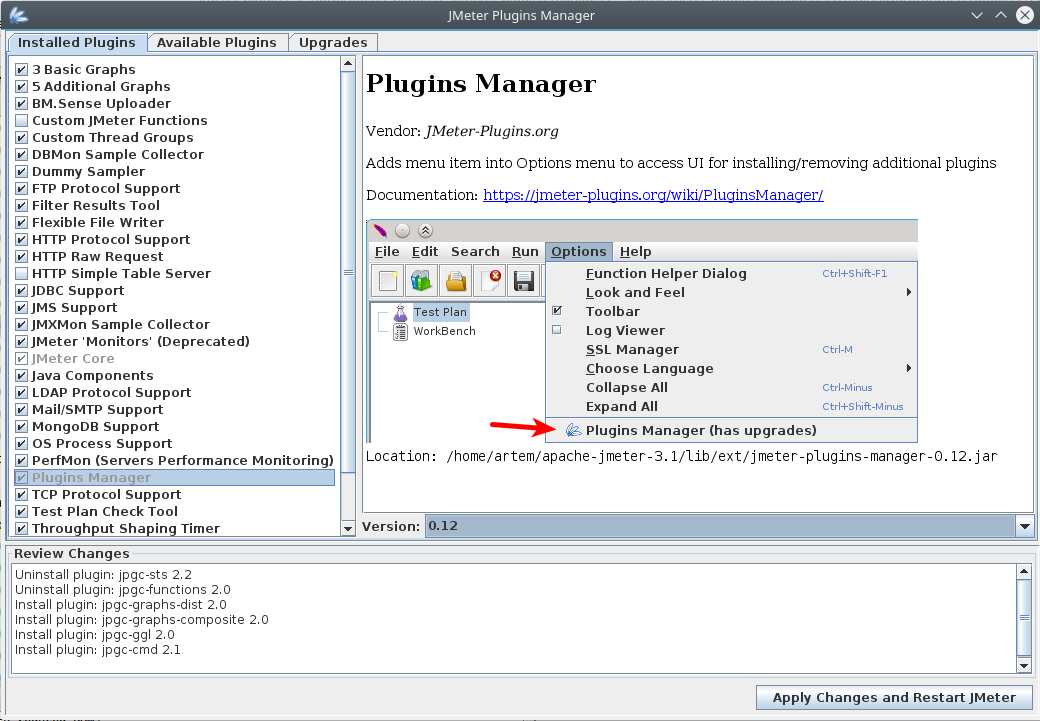 JMeter Plugins Manager
Installed Plugins
Available Plugins
Upgrades
3 Basic Graphs
5 Additional Graphs
BM.Sense Uploader
Custom JMeter Functions
Custom Thread Groups
DBMon Sample Collector
Dummy Sampler
FTP Protocol Support
Filter Results Tool
Flexible File Writer
HTTP Protocol Support
HTTP Raw Request
HTTP Simple Table Server
JDBC Support
JMS Support
JMXMon Sample Collector
JMeter 'Monitors' (Deprecated)
JMeter Core
Java Components
LDAP Protocol Support
Mail/SMTP Support
MongoDB Support
OS Process Support
PerfMon (Servers Performance Monitoring)
Plugins Manager
TCP Protocol Support
Test Plan Check Tool
Throughput Shaping Timer
Plugins Manager
Vendor: JMeter-Plugins.org
Adds menu item into Options menu to access UI for installing/removing additional plugins
Documentation: https://jmeter-plugins.org/wiki/PluginsManager/
File Edit Search Run Options Help
Test Plan
WorkBench
Function Helper Dialog Ctrl+Shift-F1
Look and Feel
Toolbar
Log Viewer
SSL Manager Ctrl-M
Choose Language
Collapse All Ctrl-Minus
Expand All Ctrl+Shift-Minus
Plugins Manager (has upgrades)
Location: /home/artem/apache-jmeter-3.1/lib/ext/jmeter-plugins-manager-0.12.jar
Version: 0.12
Review Changes
Uninstall plugin: jpgc-sts 2.2
Uninstall plugin: jpgc-functions 2.0
Install plugin: jpgc-graphs-dist 2.0
Install plugin: jpgc-graphs-composite 2.0
Install plugin: jpgc-ggl 2.0
Install plugin: jpgc-cmd 2.1
Apply Changes and Restart JMeter